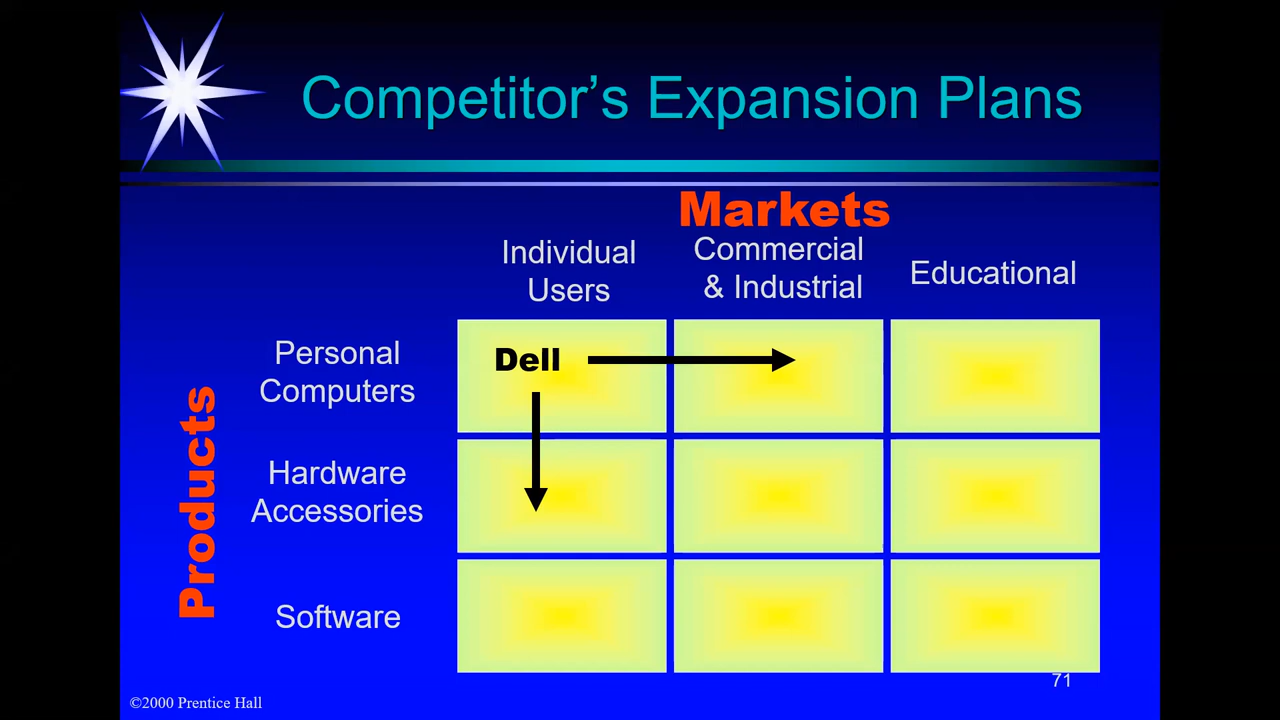 Competitor’s Expansion Plans
Markets
Individual
Users
Commercial
& Industrial
Educational
Products
Personal
Computers
Dell
Hardware
Accessories
Software
71
©2000 Prentice Hall